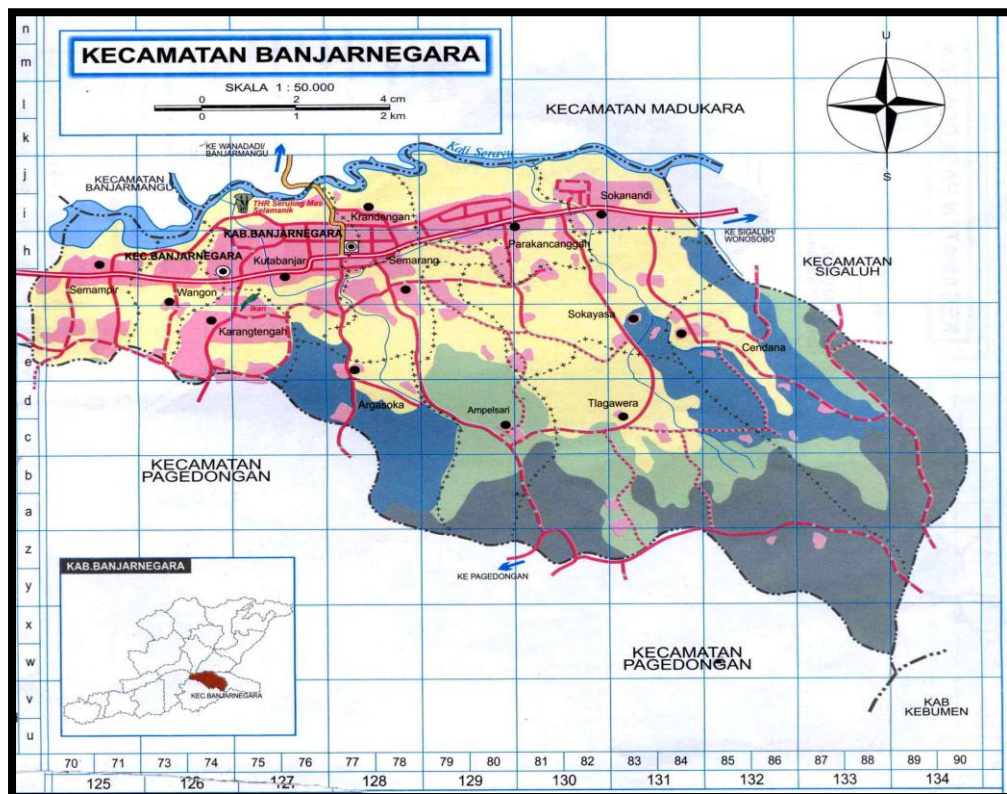 KECAMATAN BANJARNEGARA
SKALA 1 : 50.000
0 2 4 cm
0 1 2 km
KECAMATAN MADUKARA
U
S
KE WANADADI/
BANJARMANGU
Kali Serayu
KECAMATAN
BANJARMANGU
THR Seruling Mas
Selamanik
Krandengan
Sokanandi
KAB.BANJARNEGARA
KE SIGALUH/
WONOSOBO
KEC.BANJARNEGARA
Parakancanggah
Kutabanjar
Semarang
KECAMATAN
SIGALUH
Semampir
Wangon
Ikan
Karangtengah
Sokayasa
Cendana
Argasoka
Ampelsari
Tlagawera
KECAMATAN
PAGEDONGAN
KE PAGEDONGAN
KAB.BANJARNEGARA
KEC.BANJARNEGARA
KECAMATAN
PAGEDONGAN
KAB
KEBUMEN
n
m
l
k
j
i
h
e
d
c
b
a
z
y
x
w
v
u
70 71 73 74 75 76 77 78 79 80 81 82 83 84 85 86 87 88 89 90
125 126 127 128 129 130 131 132 133 134